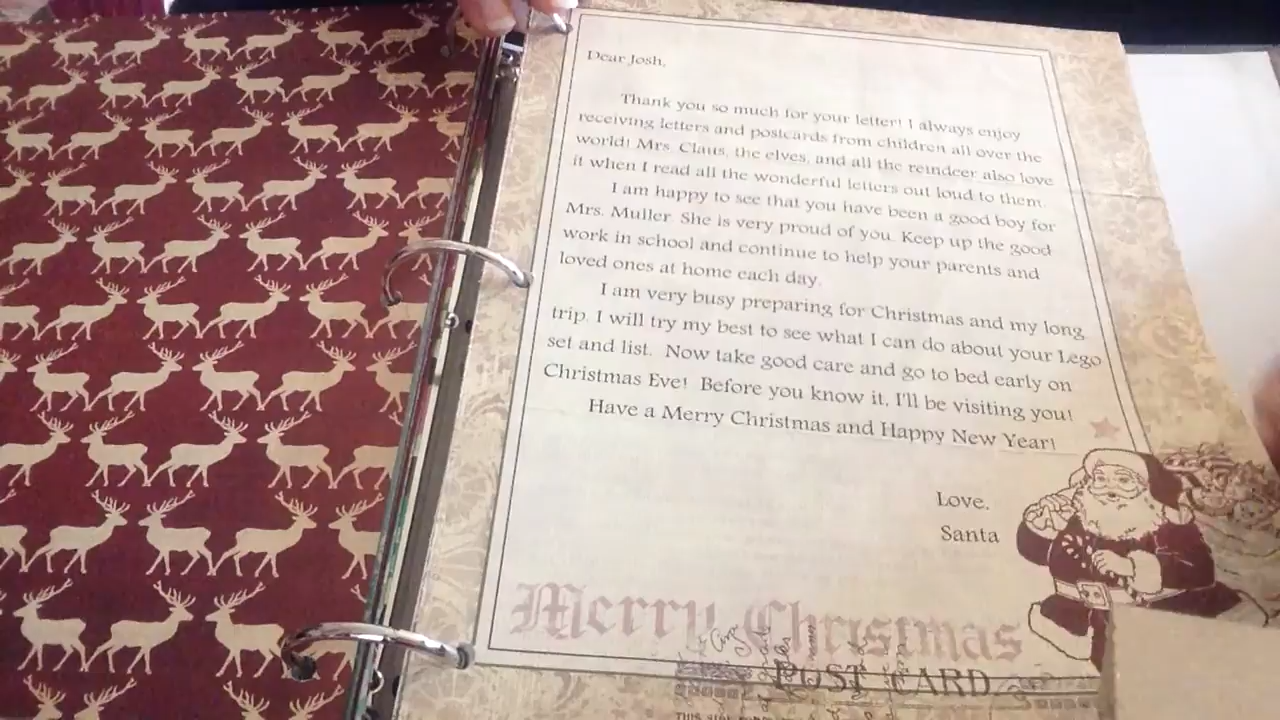 Dear Josh,
Thank you so much for your letter! I always enjoy
receiving letters and postcards from children all over the
world! Mrs. Claus, the elves, and all the reindeer also love
it when I read all the wonderful letters out loud to them.
I am happy to see that you have been a good boy for
Mrs. Muller. She is very proud of you. Keep up the good
work in school and continue to help your parents and
loved ones at home each day.
I am very busy preparing for Christmas and my long
trip. I will try my best to see what I can do about your Lego
set and list. Now take good care and go to bed early on
Christmas Eve! Before you know it, I'll be visiting you!
Have a Merry Christmas and Happy New Year!
Love,
Santa
Merry Christmas
POST CARD
THIS SIDE